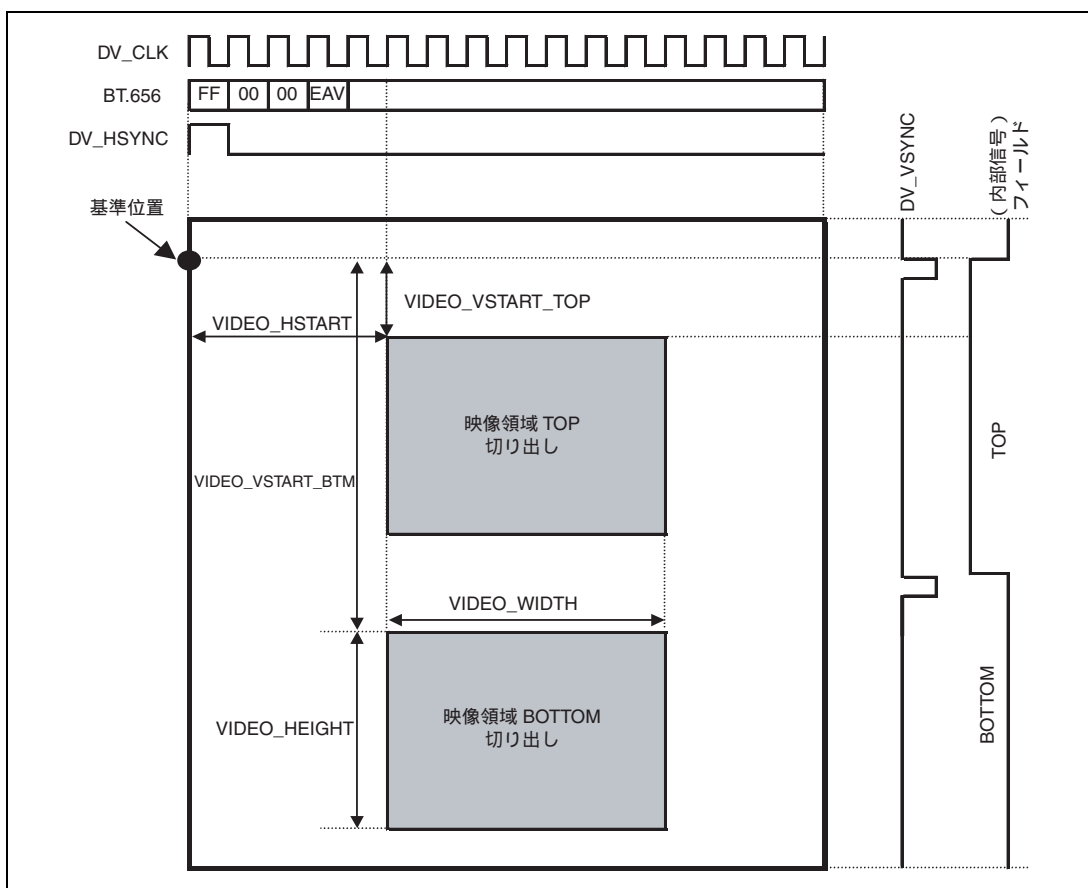 DV_CLK
BT.656
FF 00 00 EAV
DV_HSYNC
DV_VSYNC
（内部信号）
フィールド
基準位置
VIDEO_VSTART_TOP
VIDEO_HSTART
映像領域 TOP
切り出し
TOP
VIDEO_VSTART_BTM
VIDEO_WIDTH
映像領域 BOTTOM
切り出し
VIDEO_HEIGHT
BOTTOM